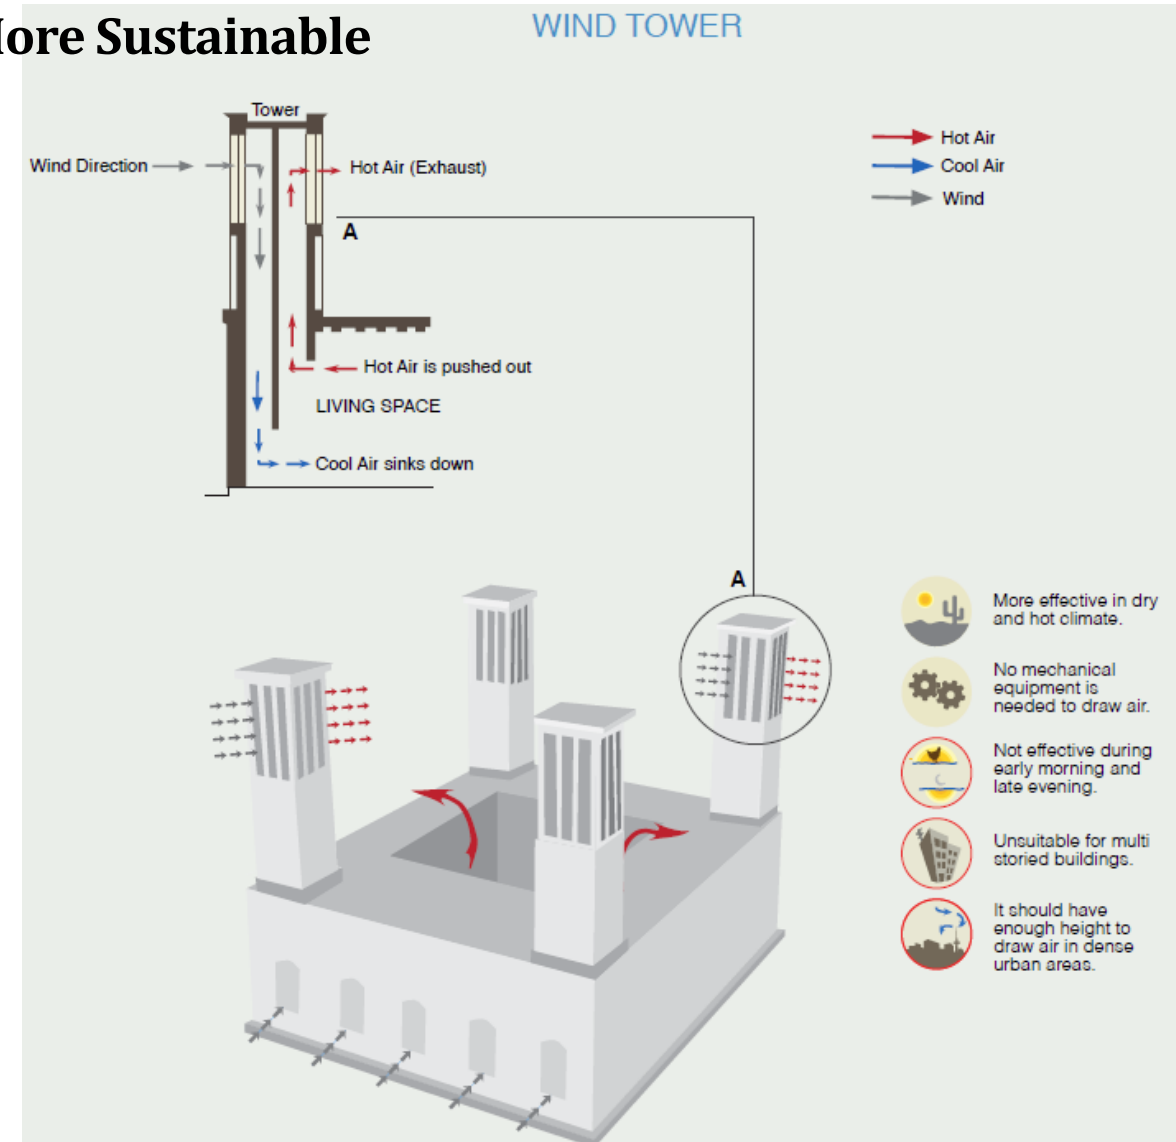 More Sustainable
WIND TOWER
Tower
Wind Direction
Hot Air (Exhaust)
A
Hot Air is pushed out
LIVING SPACE
Cool Air sinks down
Hot Air
Cool Air
Wind
A
More effective in dry
and hot climate.
No mechanical
equipment is
needed to draw air.
Not effective during
early morning and
late evening.
Unsuitable for multi
storied buildings.
It should have
enough height to
draw air in dense
urban areas.